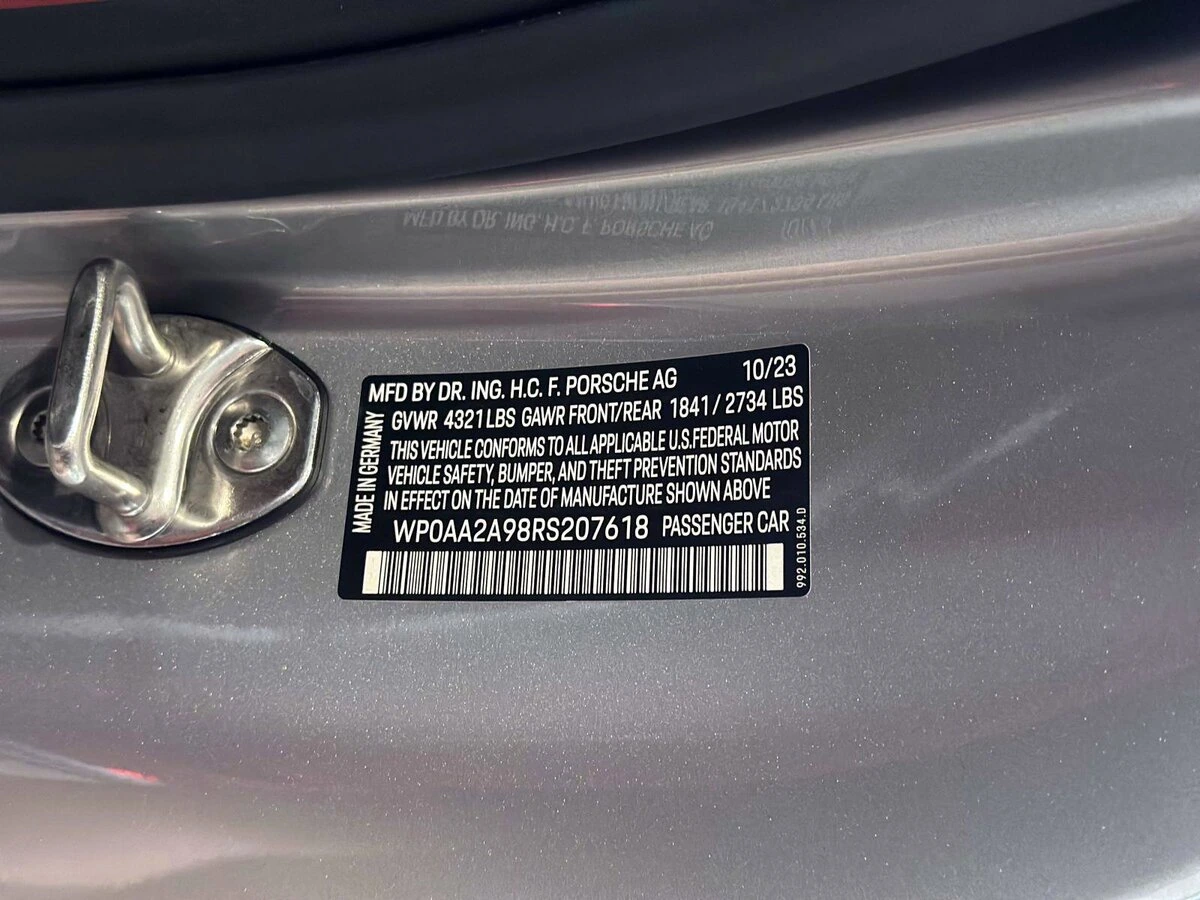 MFD BY DR. ING. H.C. F. PORSCHE AG 10/23
GVWR 4321 LBS GAWR FRONT/REAR 1841 / 2734 LBS
THIS VEHICLE CONFORMS TO ALL APPLICABLE U.S.FEDERAL MOTOR
VEHICLE SAFETY, BUMPER, AND THEFT PREVENTION STANDARDS
IN EFFECT ON THE DATE OF MANUFACTURE SHOWN ABOVE
WP0AA2A98RS207618 PASSENGER CAR
MADE IN GERMANY
992.010.534.D